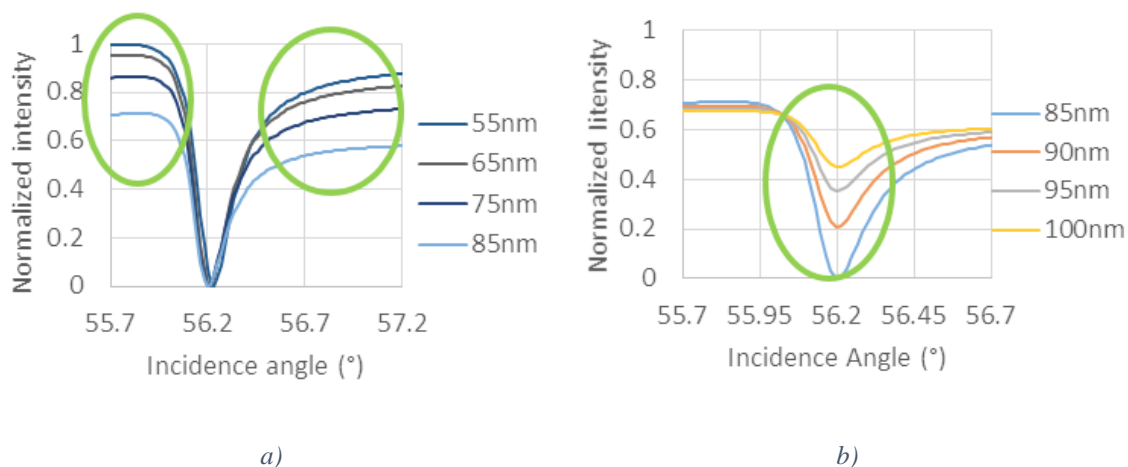 Normalized intensity
1
0.8
0.6
0.4
0.2
0
55.7 56.2 56.7 57.2
Incidence angle (°)
55nm
65nm
75nm
85nm
a)
Normalized litensity
1
0.8
0.6
0.4
0.2
0
55.7 55.95 56.2 56.45 56.7
Incidence Angle (°)
85nm
90nm
95nm
100nm
b)